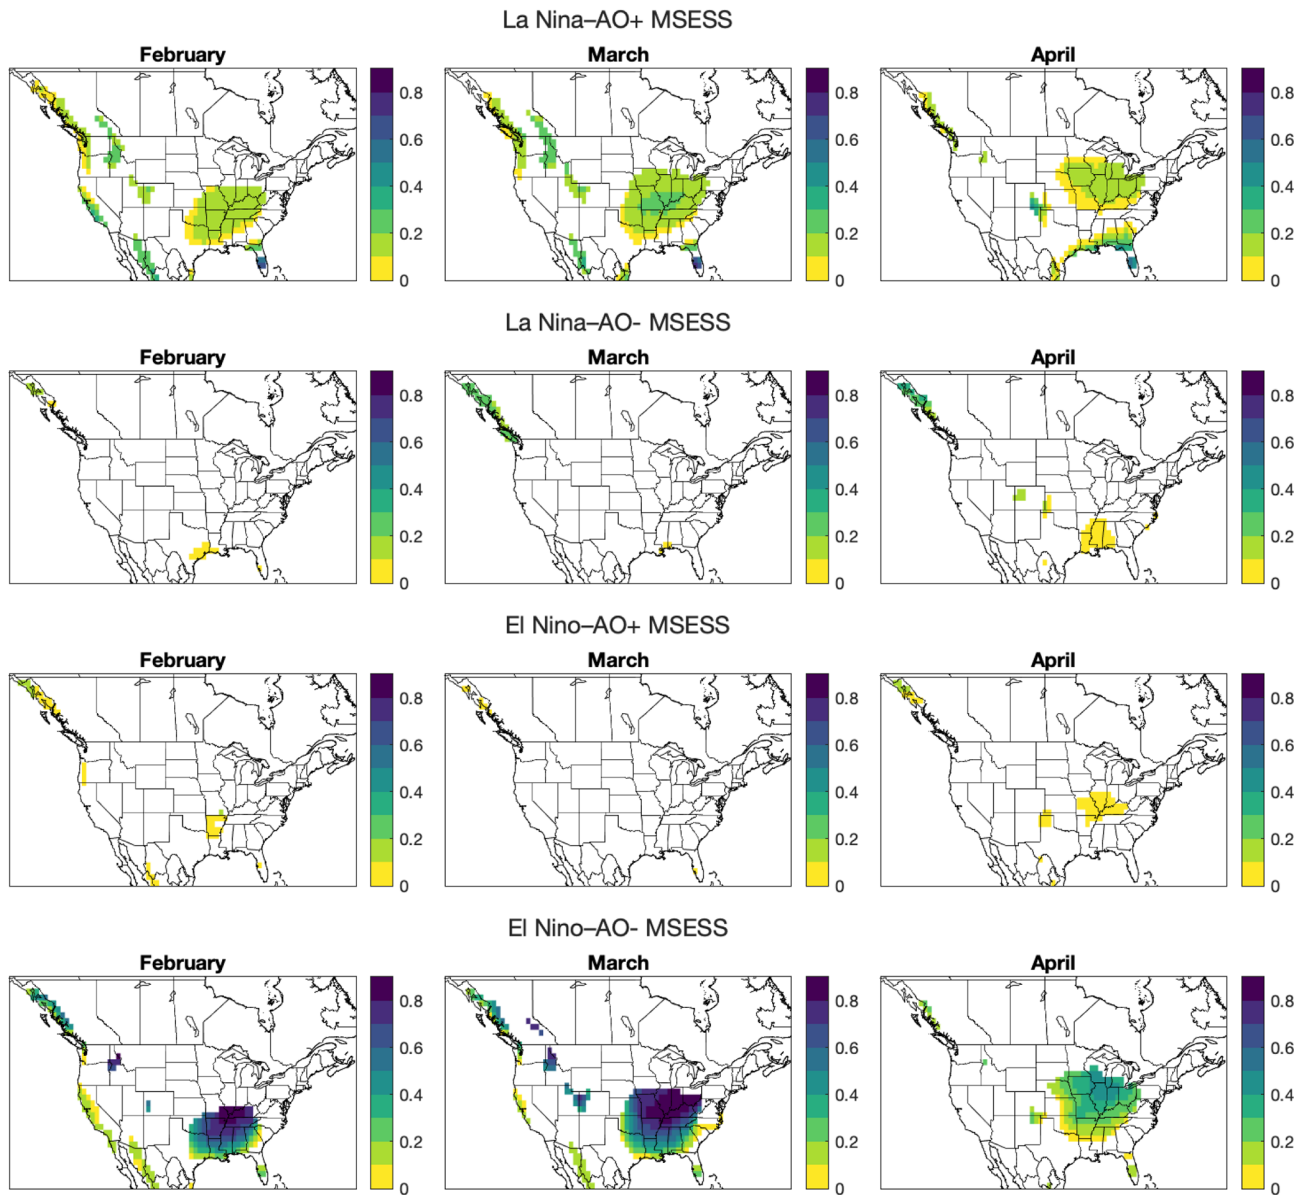 La Nina–AO+ MSESS
February March April
0.8 0.8 0.8
0.6 0.6 0.6
0.4 0.4 0.4
0.2 0.2 0.2
0 0 0
La Nina–AO- MSESS
February March April
0.8 0.8 0.8
0.6 0.6 0.6
0.4 0.4 0.4
0.2 0.2 0.2
0 0 0
El Nino–AO+ MSESS
February March April
0.8 0.8 0.8
0.6 0.6 0.6
0.4 0.4 0.4
0.2 0.2 0.2
0 0 0
El Nino–AO- MSESS
February March April
0.8 0.8 0.8
0.6 0.6 0.6
0.4 0.4 0.4
0.2 0.2 0.2
0 0 0